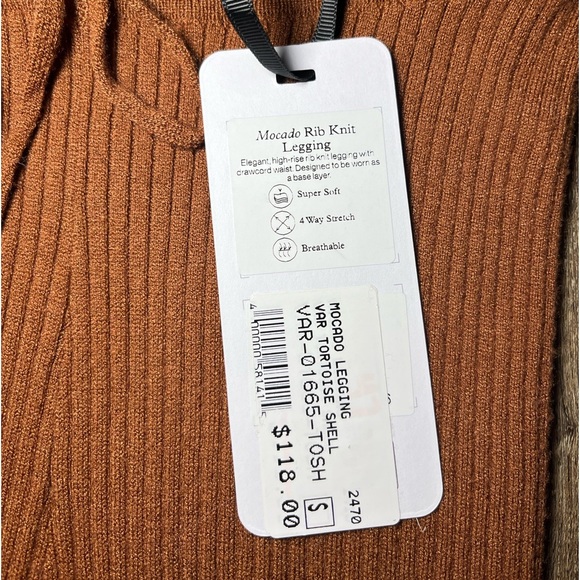 Mocado Rib Knit
Legging
Elegant, high-rise rib knit legging with
drawcord waist. Designed to be worn as
a base layer.
Super Soft
4 Way Stretch
Breathable
MOCADO LEGGING
VAR TORTOISE SHELL
VAR-01665-TOSH
$118.00
S
2470